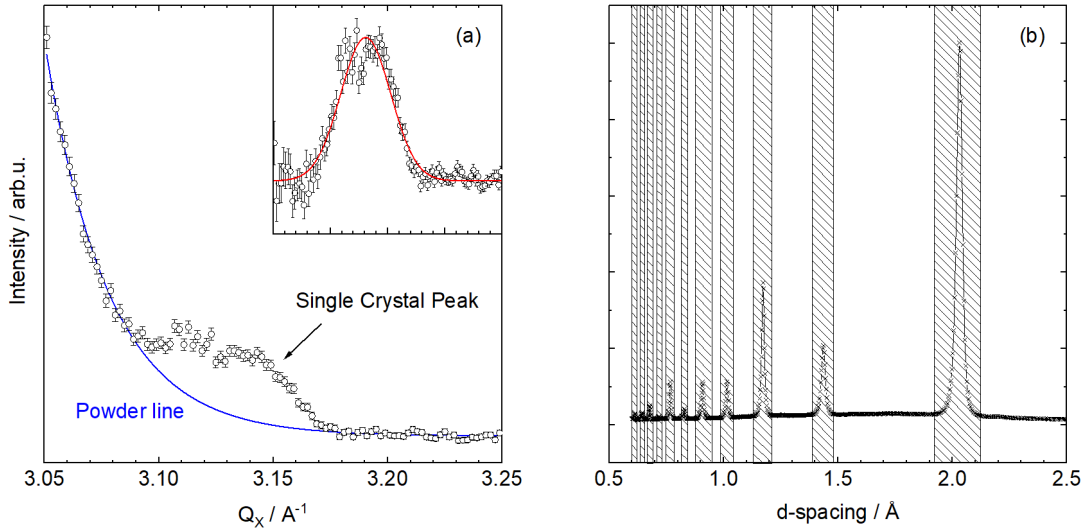 (a)
(b)
Intensity / arb.u.
Single Crystal Peak
Powder line
3.05 3.10 3.15 3.20 3.25
0.5 1.0 1.5 2.0 2.5
Q_X / A⁻¹
d-spacing / Å